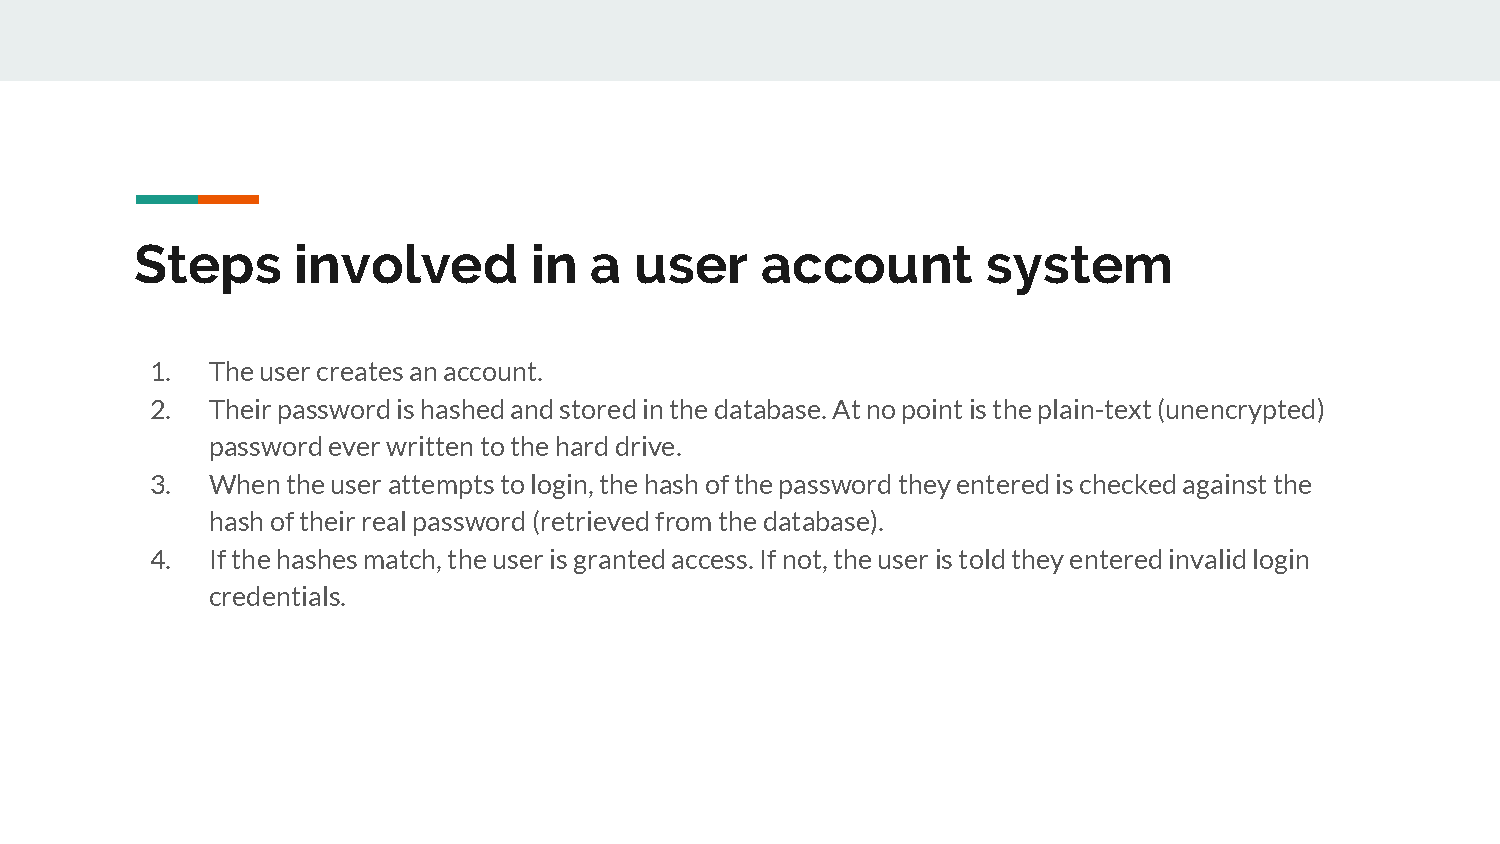 Steps involved in a user account system
1. The user creates an account.
2. Their password is hashed and stored in the database. At no point is the plain-text (unencrypted)
password ever written to the hard drive.
3. When the user attempts to login, the hash of the password they entered is checked against the
hash of their real password (retrieved from the database).
4. If the hashes match, the user is granted access. If not, the user is told they entered invalid login
credentials.